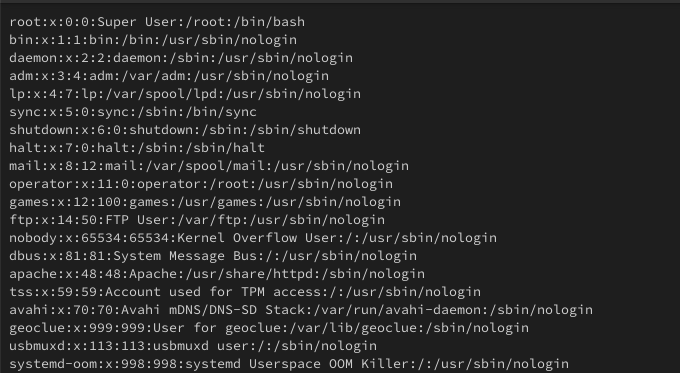 root:x:0:0:Super User:/root:/bin/bash
bin:x:1:1:bin:/bin:/usr/sbin/nologin
daemon:x:2:2:daemon:/sbin:/usr/sbin/nologin
adm:x:3:4:adm:/var/adm:/usr/sbin/nologin
lp:x:4:7:lp:/var/spool/lpd:/usr/sbin/nologin
sync:x:5:0:sync:/sbin:/bin/sync
shutdown:x:6:0:shutdown:/sbin:/sbin/shutdown
halt:x:7:0:halt:/sbin:/sbin/halt
mail:x:8:12:mail:/var/spool/mail:/usr/sbin/nologin
operator:x:11:0:operator:/root:/usr/sbin/nologin
games:x:12:100:games:/usr/games:/usr/sbin/nologin
ftp:x:14:50:FTP User:/var/ftp:/usr/sbin/nologin
nobody:x:65534:65534:Kernel Overflow User:/:/usr/sbin/nologin
dbus:x:81:81:System Message Bus:/:/usr/sbin/nologin
apache:x:48:48:Apache:/usr/share/httpd:/sbin/nologin
tss:x:59:59:Account used for TPM access:/:/usr/sbin/nologin
avahi:x:70:70:Avahi mDNS/DNS-SD Stack:/var/run/avahi-daemon:/sbin/nologin
geoclue:x:999:999:User for geoclue:/var/lib/geoclue:/sbin/nologin
usbmuxd:x:113:113:usbmuxd user:/:/sbin/nologin
systemd-oom:x:998:998:systemd Userspace OOM Killer:/:/usr/sbin/nologin